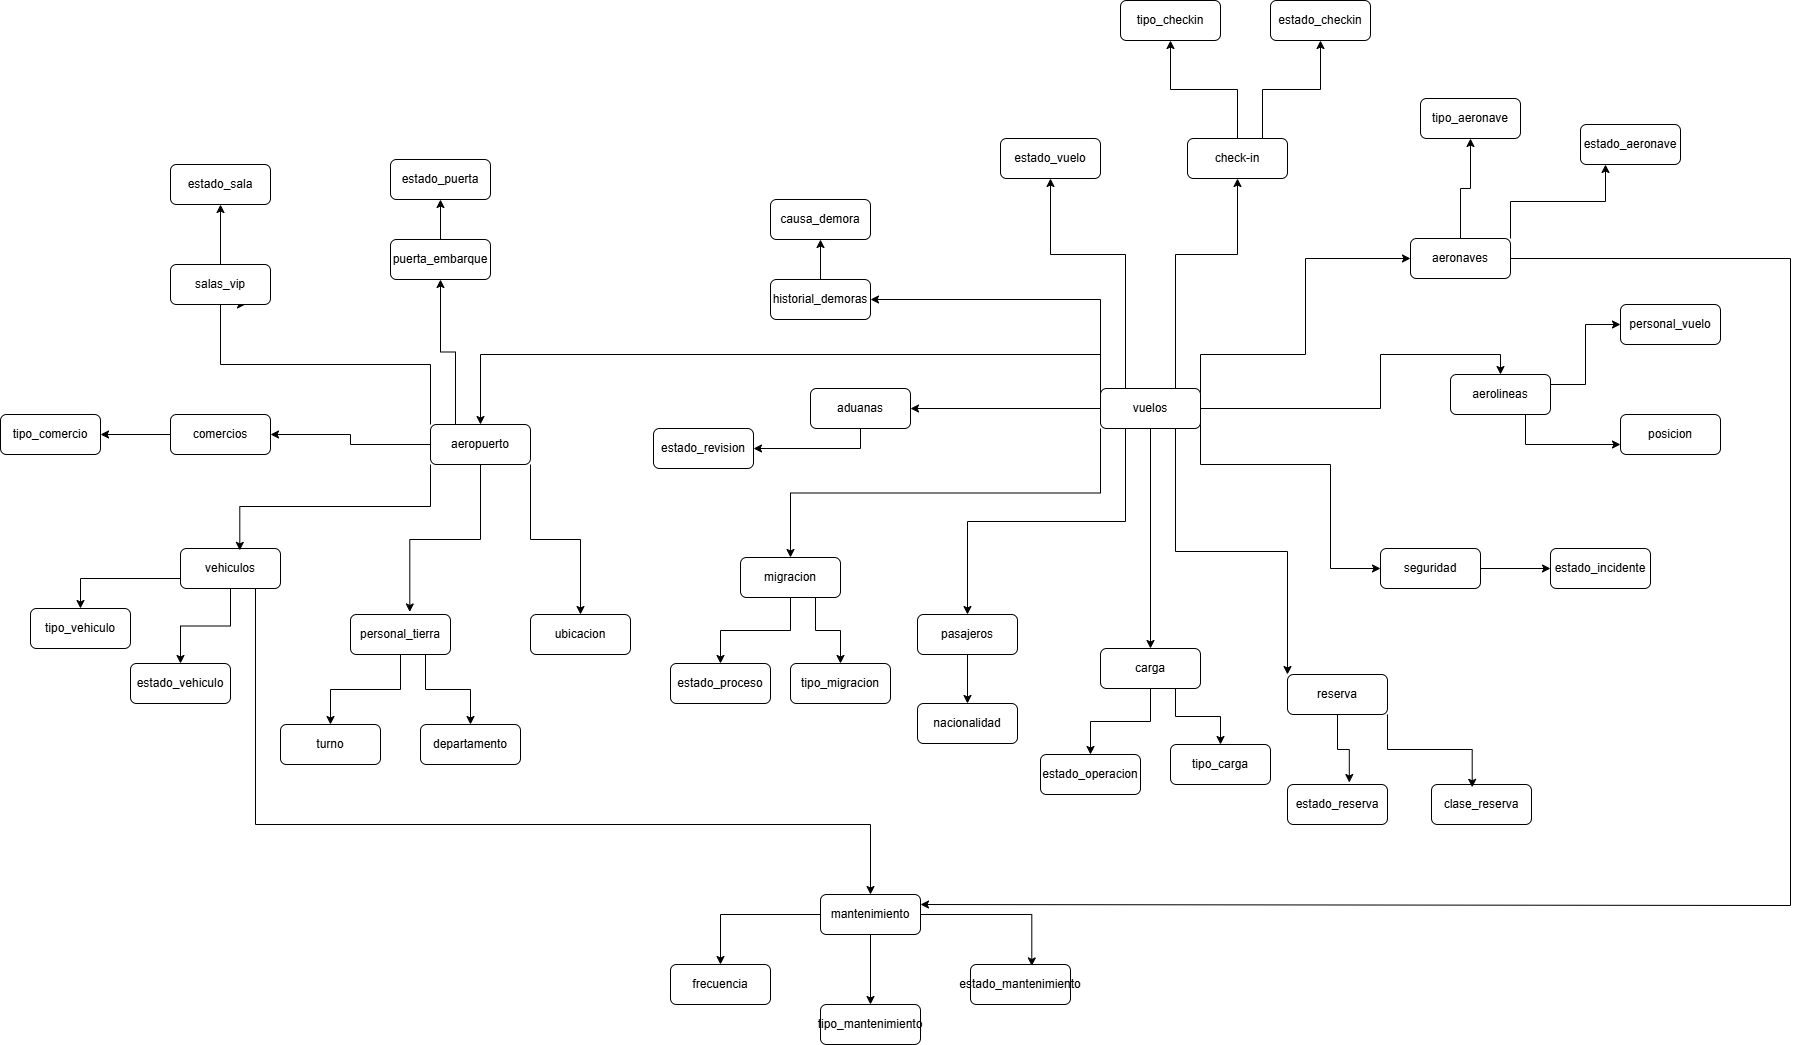 tipo_checkin
estado_checkin
tipo_aeronave
estado_aeronave
estado_vuelo
check-in
estado_sala
estado_puerta
causa_demora
puerta_embarque
aeronaves
salas_vip
historial_demoras
personal_vuelo
aduanas
vuelos
aerolineas
tipo_comercio
comercios
aeropuerto
estado_revision
posicion
vehiculos
migracion
seguridad
estado_incidente
tipo_vehiculo
personal_tierra
ubicacion
pasajeros
carga
estado_vehiculo
estado_proceso
tipo_migracion
reserva
nacionalidad
turno
departamento
estado_operacion
tipo_carga
estado_reserva
clase_reserva
mantenimiento
frecuencia
estado_mantenimiento
tipo_mantenimiento